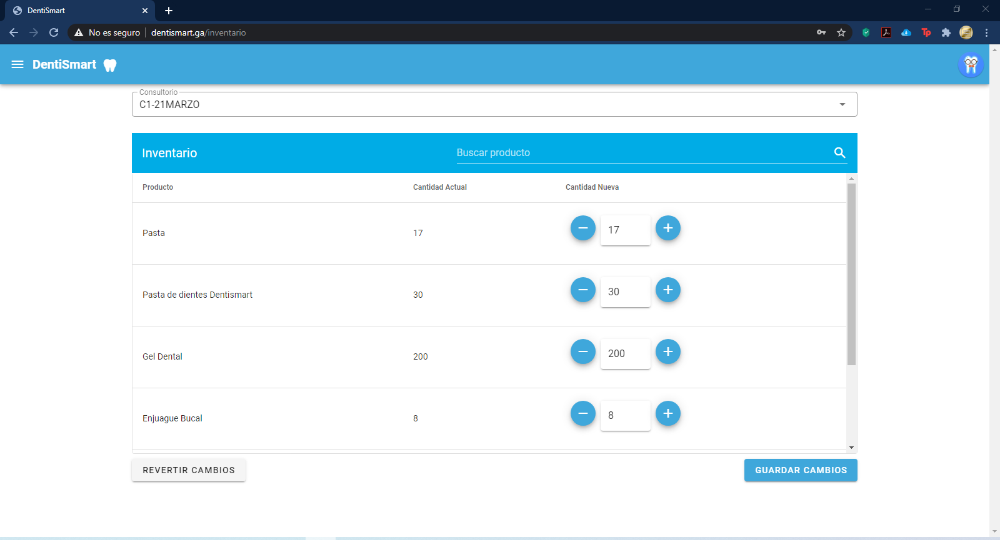 DentiSmart
No es seguro
dentismart.ga/inventario
Tp
DentiSmart
Consultorio
C1-21MARZO
Inventario
Buscar producto
Producto Cantidad Actual Cantidad Nueva
Pasta 17 17
Pasta de dientes Dentismart 30 30
Gel Dental 200 200
Enjuague Bucal 8 8
REVERTIR CAMBIOS GUARDAR CAMBIOS